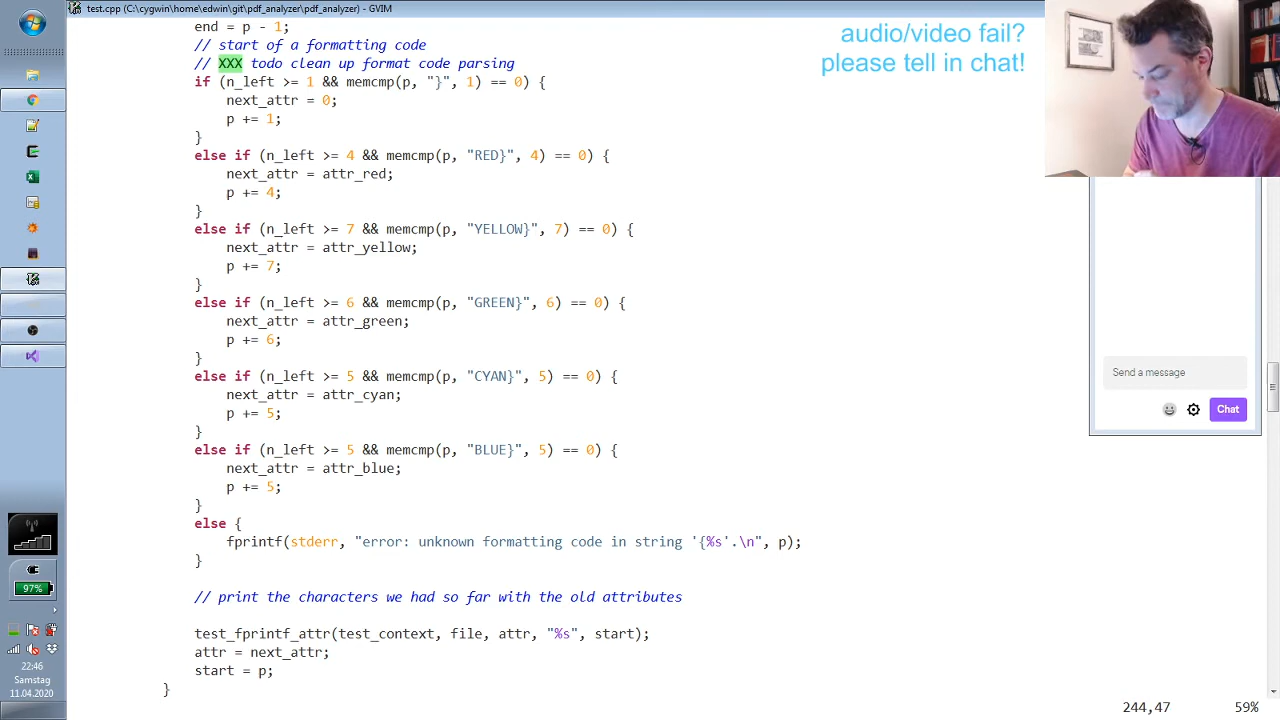 test.cpp (C:\cygwin\home\edwin\git\pdf_analyzer\pdf_analyzer) - GVIM
end = p - 1;
// start of a formatting code
// XXX todo clean up format code parsing
if (n_left >= 1 && memcmp(p, "}", 1) == 0) {
next_attr = 0;
p += 1;
}
else if (n_left >= 4 && memcmp(p, "RED}", 4) == 0) {
next_attr = attr_red;
p += 4;
}
else if (n_left >= 7 && memcmp(p, "YELLOW}", 7) == 0) {
next_attr = attr_yellow;
p += 7;
}
else if (n_left >= 6 && memcmp(p, "GREEN}", 6) == 0) {
next_attr = attr_green;
p += 6;
}
else if (n_left >= 5 && memcmp(p, "CYAN}", 5) == 0) {
next_attr = attr_cyan;
p += 5;
}
else if (n_left >= 5 && memcmp(p, "BLUE}", 5) == 0) {
next_attr = attr_blue;
p += 5;
}
else {
fprintf(stderr, "error: unknown formatting code in string '{%s'.\n", p);
}
// print the characters we had so far with the old attributes
test_fprintf_attr(test_context, file, attr, "%s", start);
attr = next_attr;
start = p;
}
244,47 59%
audio/video fail?
please tell in chat!
Send a message
Chat
97%
22:46
Samstag
11.04.2020